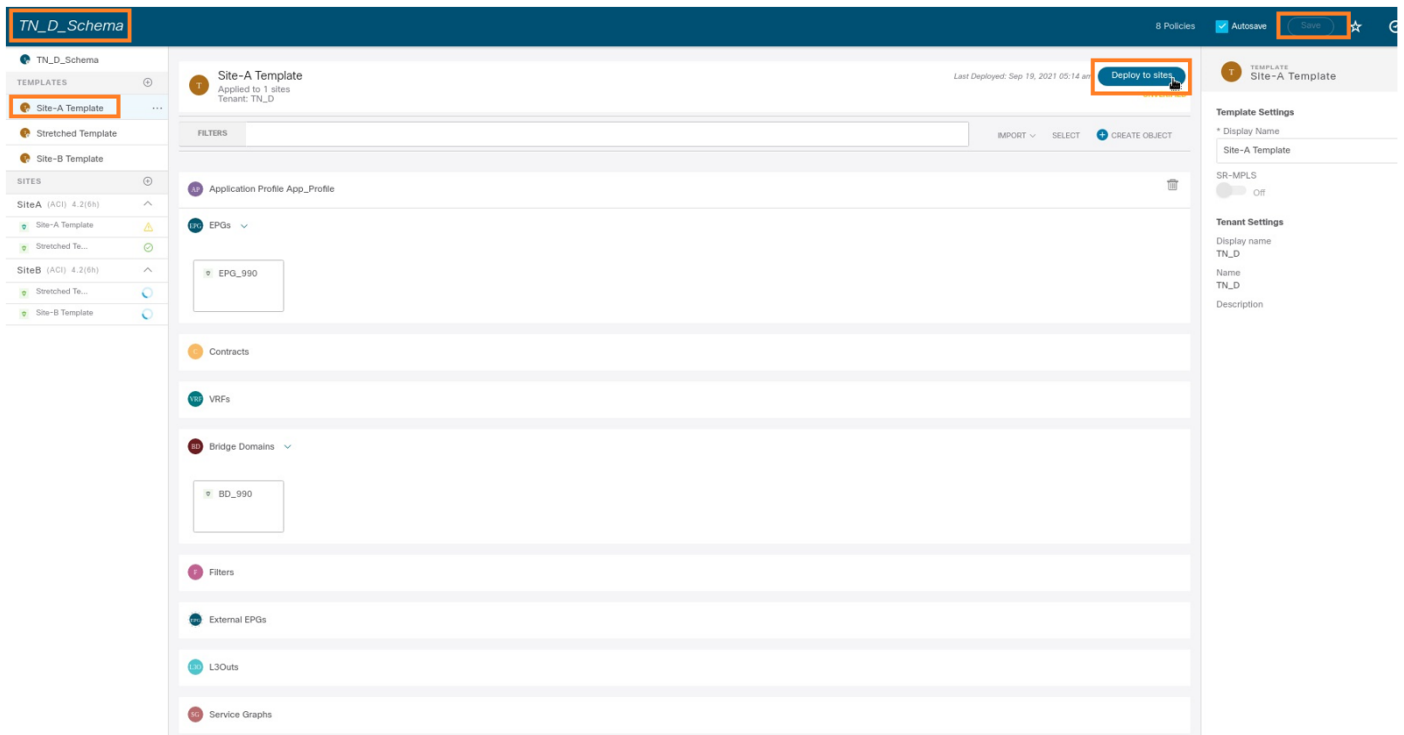 TN_D_Schema
8 Policies
Autosave
Save
TN_D_Schema
TEMPLATES
Site-A Template
Stretched Template
Site-B Template
SITES
SiteA (ACI) 4.2(6h)
Site-A Template
Stretched Te...
SiteB (ACI) 4.2(6h)
Stretched Te...
Site-B Template
T
Site-A Template
Applied to 1 sites
Tenant: TN_D
Last Deployed: Sep 19, 2021 05:14 am
Deploy to sites
FILTERS
IMPORT
SELECT
CREATE OBJECT
AP Application Profile App_Profile
EPG EPGs
EPG_990
C Contracts
VRF VRFs
BD Bridge Domains
BD_990
F Filters
External EPGs
L3O L3Outs
SG Service Graphs
T
TEMPLATE
Site-A Template
Template Settings
* Display Name
Site-A Template
SR-MPLS
Off
Tenant Settings
Display name
TN_D
Name
TN_D
Description